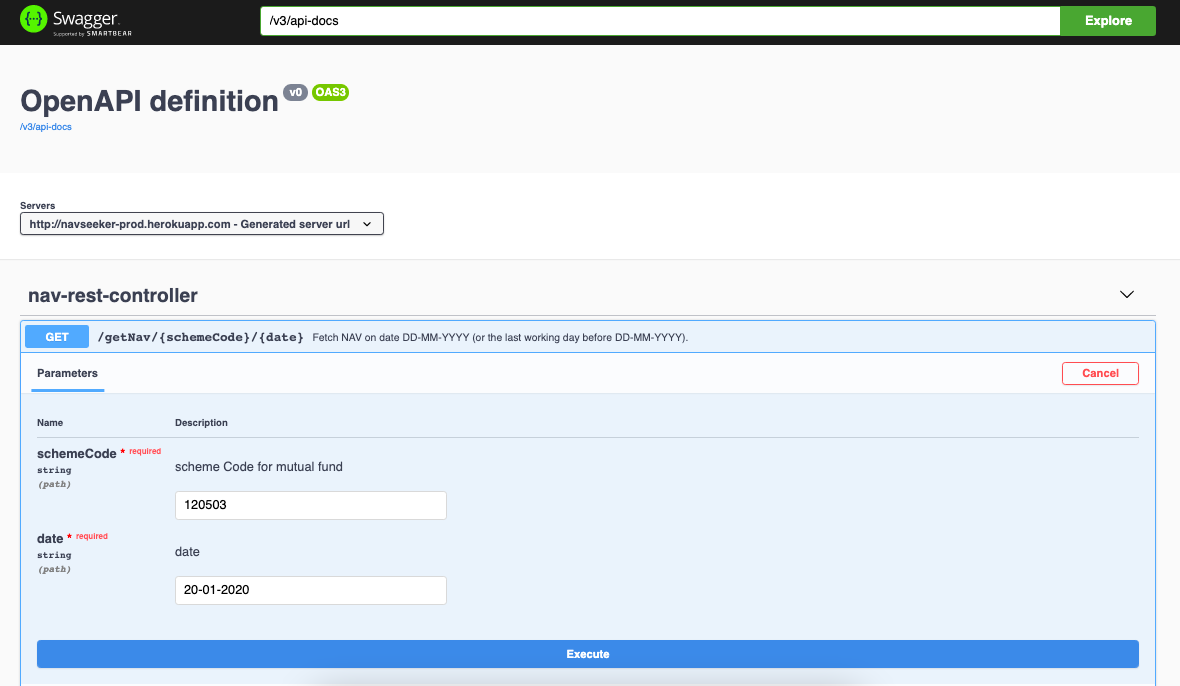 Swagger.
Supported by SMARTBEAR
/v3/api-docs
Explore
OpenAPI definition v0 OAS3
/v3/api-docs
Servers
http://navseeker-prod.herokuapp.com - Generated server url
nav-rest-controller
GET /getNav/{schemeCode}/{date} Fetch NAV on date DD-MM-YYYY (or the last working day before DD-MM-YYYY).
Parameters
Cancel
Name Description
schemeCode * required
string
(path)
scheme Code for mutual fund
120503
date * required
string
(path)
date
20-01-2020
Execute